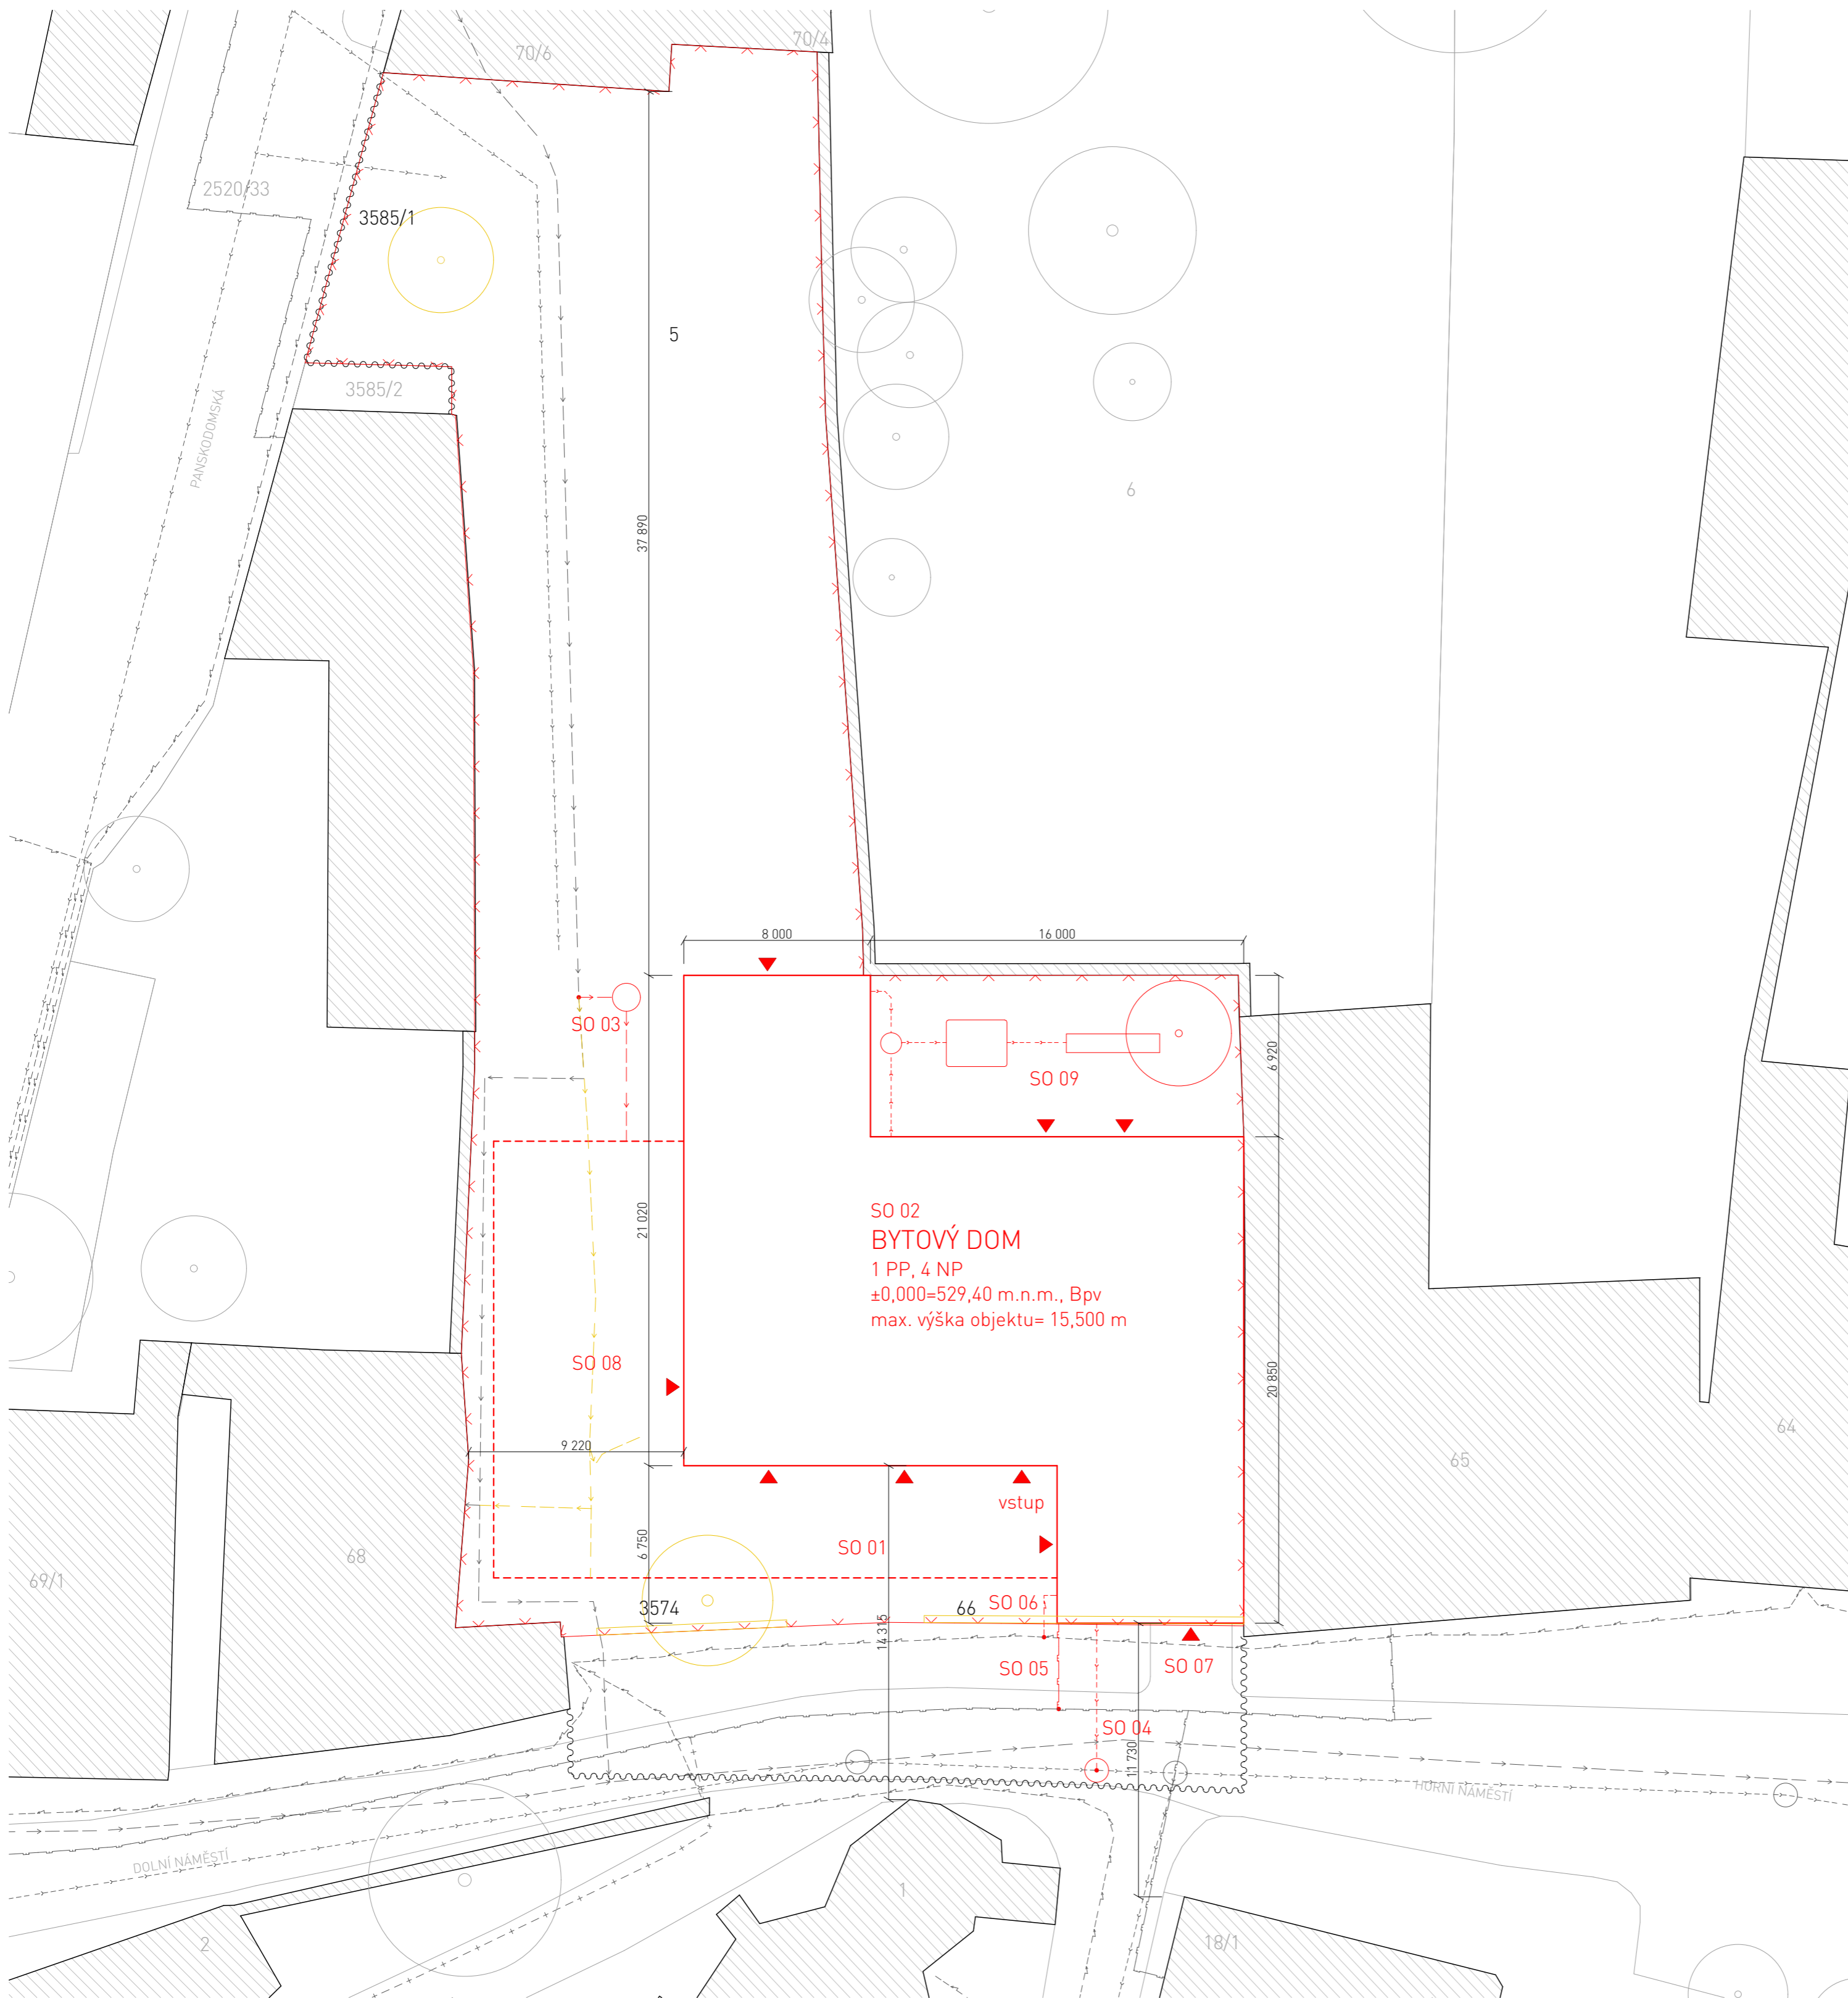 70/6
70/4
2520/33
3585/1
5
3585/2
PANSKODOMSKÁ
6
37 890
8 000
16 000
SO 03
6 920
SO 09
SO 02
BYTOVÝ DOM
1 PP, 4 NP
±0,000=529,40 m.n.m., Bpv
max. výška objektu= 15,500 m
21 020
SO 08
20 850
64
9 220
65
vstup
6 750
SO 01
68
69/1
3574
66
SO 06
14 315
SO 05
SO 07
SO 04
11 730
HORNÍ NÁMĚSTÍ
DOLNÍ NÁMĚSTÍ
1
2
18/1